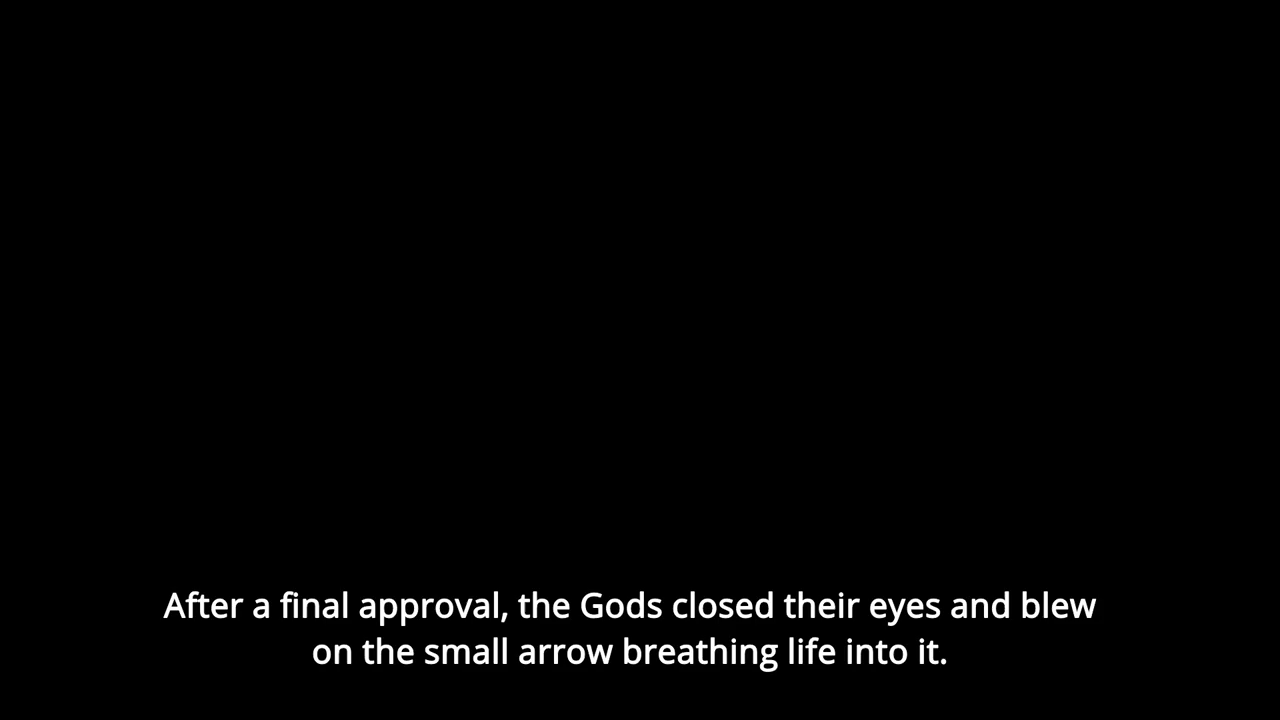 After a final approval, the Gods closed their eyes and blew
on the small arrow breathing life into it.